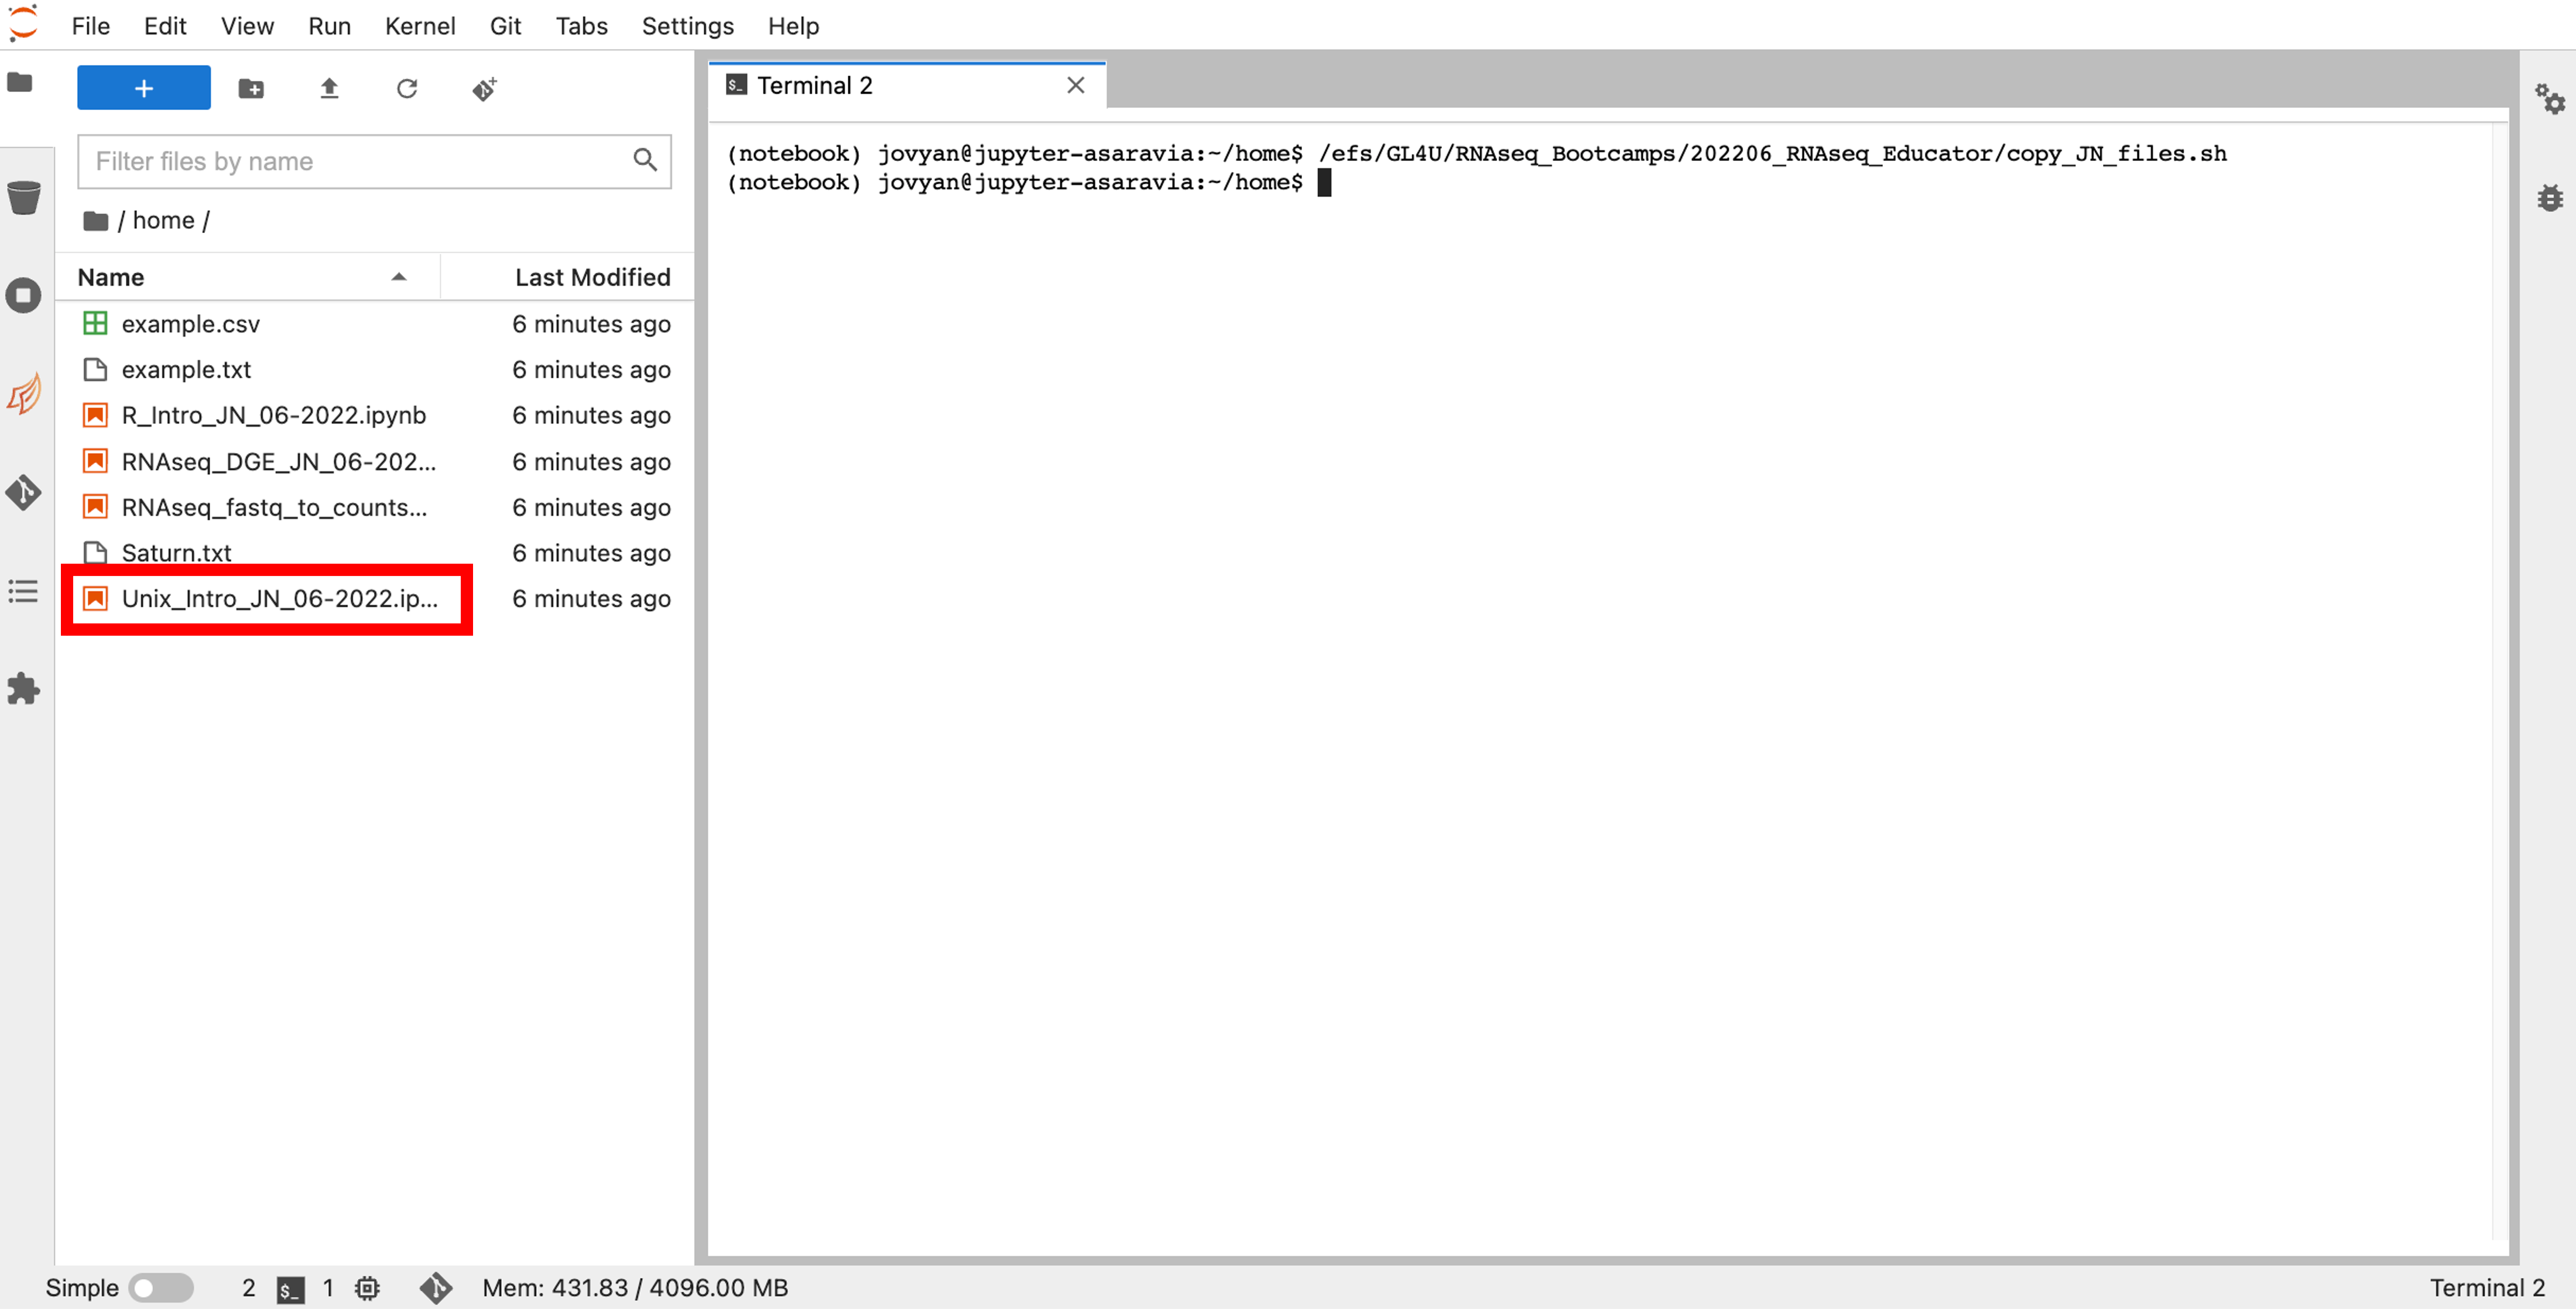 File Edit View Run Kernel Git Tabs Settings Help
+
Filter files by name
/ home /
Name Last Modified
example.csv 6 minutes ago
example.txt 6 minutes ago
R_Intro_JN_06-2022.ipynb 6 minutes ago
RNAseq_DGE_JN_06-202... 6 minutes ago
RNAseq_fastq_to_counts... 6 minutes ago
Saturn.txt 6 minutes ago
Unix_Intro_JN_06-2022.ip... 6 minutes ago
$_ Terminal 2
(notebook) jovyan@jupyter-asaravia:~/home$ /efs/GL4U/RNAseq_Bootcamps/202206_RNAseq_Educator/copy_JN_files.sh
(notebook) jovyan@jupyter-asaravia:~/home$
Simple 2 $_ 1 Mem: 431.83 / 4096.00 MB Terminal 2